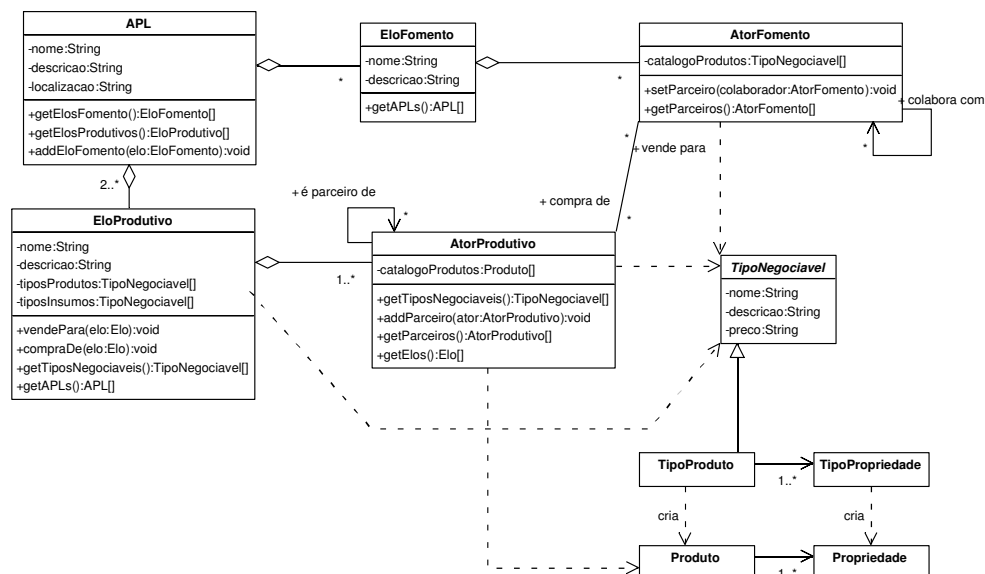 APL
-nome:String
-descricao:String
-localizacao:String
+getElosFomento():EloFomento[]
+getElosProdutivos():EloProdutivo[]
+addEloFomento(elo:EloFomento):void
*
EloFomento
-nome:String
-descricao:String
+getAPLs():APL[]
*
AtorFomento
-catalogoProdutos:TipoNegociavel[]
+setParceiro(colaborador:AtorFomento):void
+getParceiros():AtorFomento[]
+ colabora com
*
*
+ vende para
+ compra de
*
2..*
EloProdutivo
-nome:String
-descricao:String
-tiposProdutos:TipoNegociavel[]
-tiposInsumos:TipoNegociavel[]
+vendePara(elo:Elo):void
+compraDe(elo:Elo):void
+getTiposNegociaveis():TipoNegociavel[]
+getAPLs():APL[]
1..*
+ é parceiro de
*
AtorProdutivo
-catalogoProdutos:Produto[]
+getTiposNegociaveis():TipoNegociavel[]
+addParceiro(ator:AtorProdutivo):void
+getParceiros():AtorProdutivo[]
+getElos():Elo[]
TipoNegociavel
-nome:String
-descricao:String
-preco:String
TipoProduto
1..*
TipoPropriedade
cria
cria
Produto
1..*
Propriedade